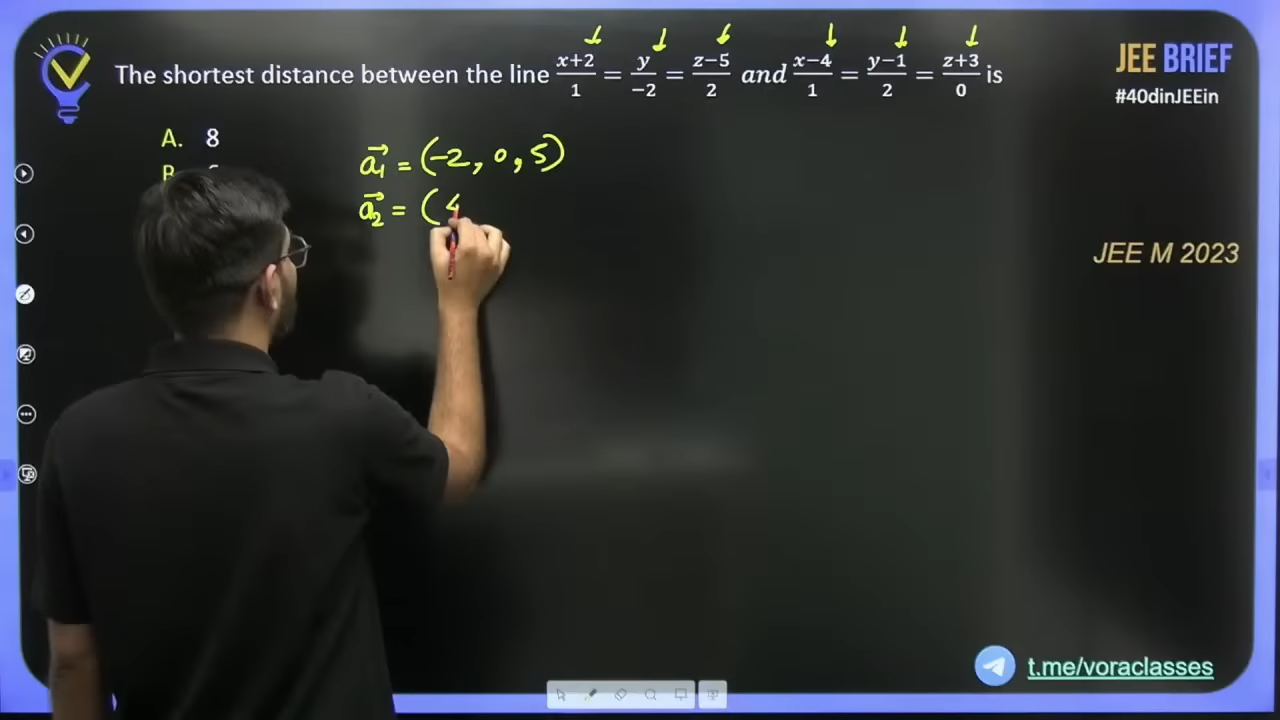 The shortest distance between the line x+2/1 = y/-2 = z-5/2 and x-4/1 = y-1/2 = z+3/0 is
JEE BRIEF
#40dinJEEin
A. 8
a₁⃗ = (-2, 0, 5)
B.
a₂⃗ = ( 4
JEE M 2023
t.me/voraclasses